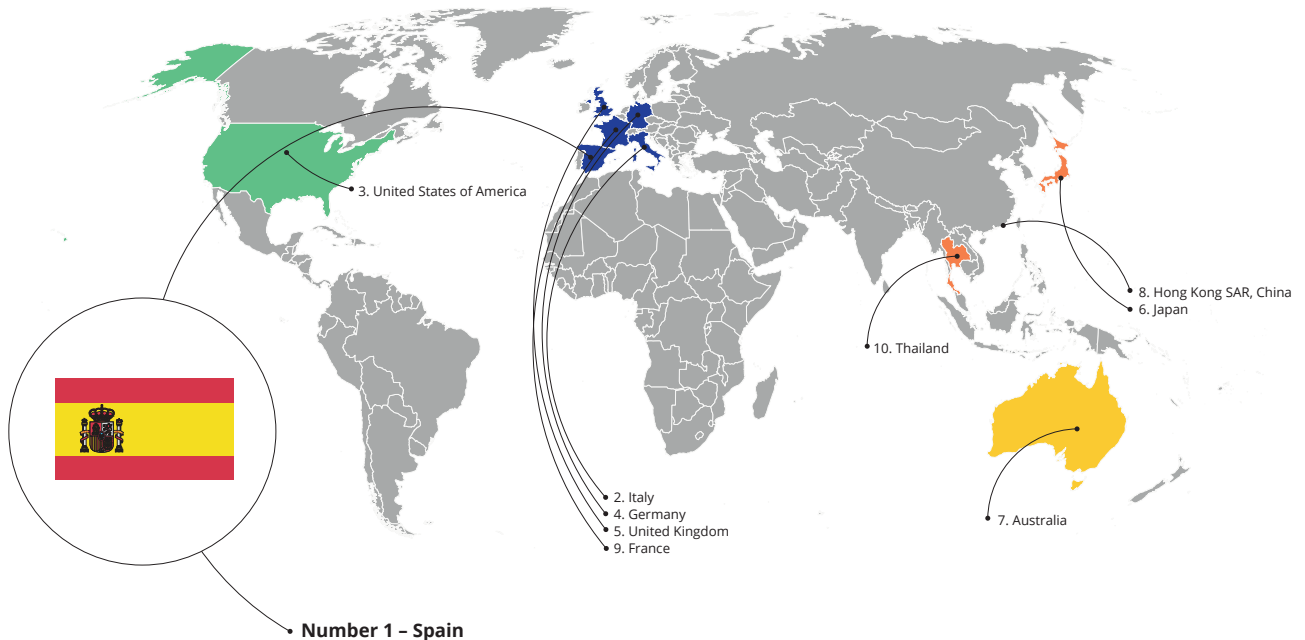 3. United States of America
8. Hong Kong SAR, China
6. Japan
10. Thailand
2. Italy
4. Germany
5. United Kingdom
9. France
7. Australia
Number 1 – Spain